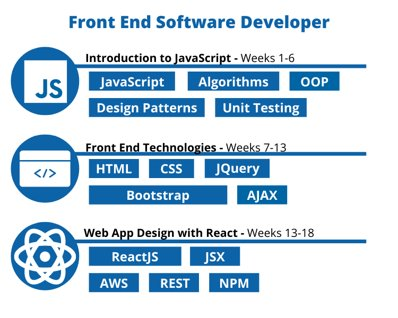 Front End Software Developer
Introduction to JavaScript - Weeks 1-6
JS
JavaScript Algorithms OOP
Design Patterns Unit Testing
Front End Technologies - Weeks 7-13
</>
HTML CSS JQuery
Bootstrap AJAX
Web App Design with React - Weeks 13-18
ReactJS JSX
AWS REST NPM